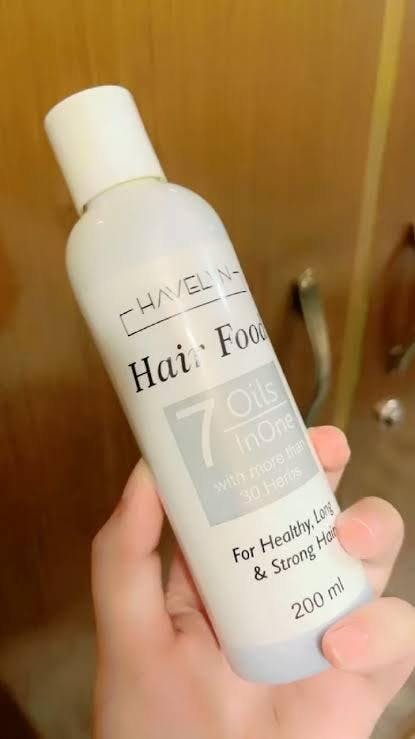 HAVELYN
Hair Food
7 Oils
InOne
with more than
30 Herbs
For Healthy, Long
& Strong Hair
200 ml